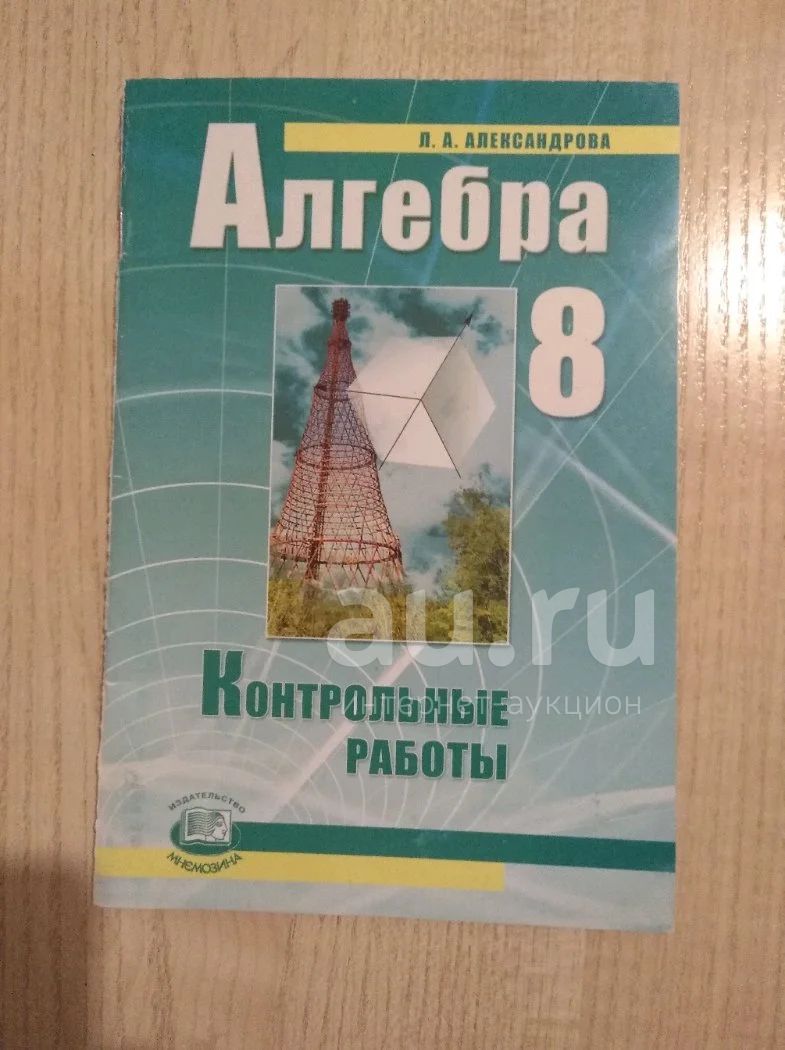 Л. А. АЛЕКСАНДРОВА
Алгебра
8
au.ru
интернет-аукцион
КОНТРОЛЬНЫЕ
РАБОТЫ
ИЗДАТЕЛЬСТВО
МНЕМОЗИНА